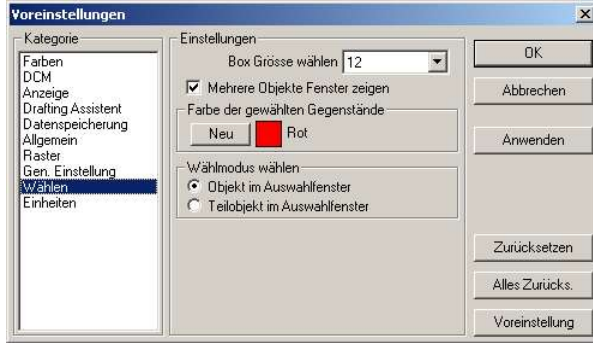 Voreinstellungen
Kategorie
Farben
DCM
Anzeige
Drafting Assistent
Datenspeicherung
Allgemein
Raster
Gen. Einstellung
Wählen
Einheiten
Einstellungen
Box Grösse wählen 12
Mehrere Objekte Fenster zeigen
Farbe der gewählten Gegenstände
Neu Rot
Wählmodus wählen
Objekt im Auswahlfenster
Teilobjekt im Auswahlfenster
OK
Abbrechen
Anwenden
Zurücksetzen
Alles Zurücks.
Voreinstellung